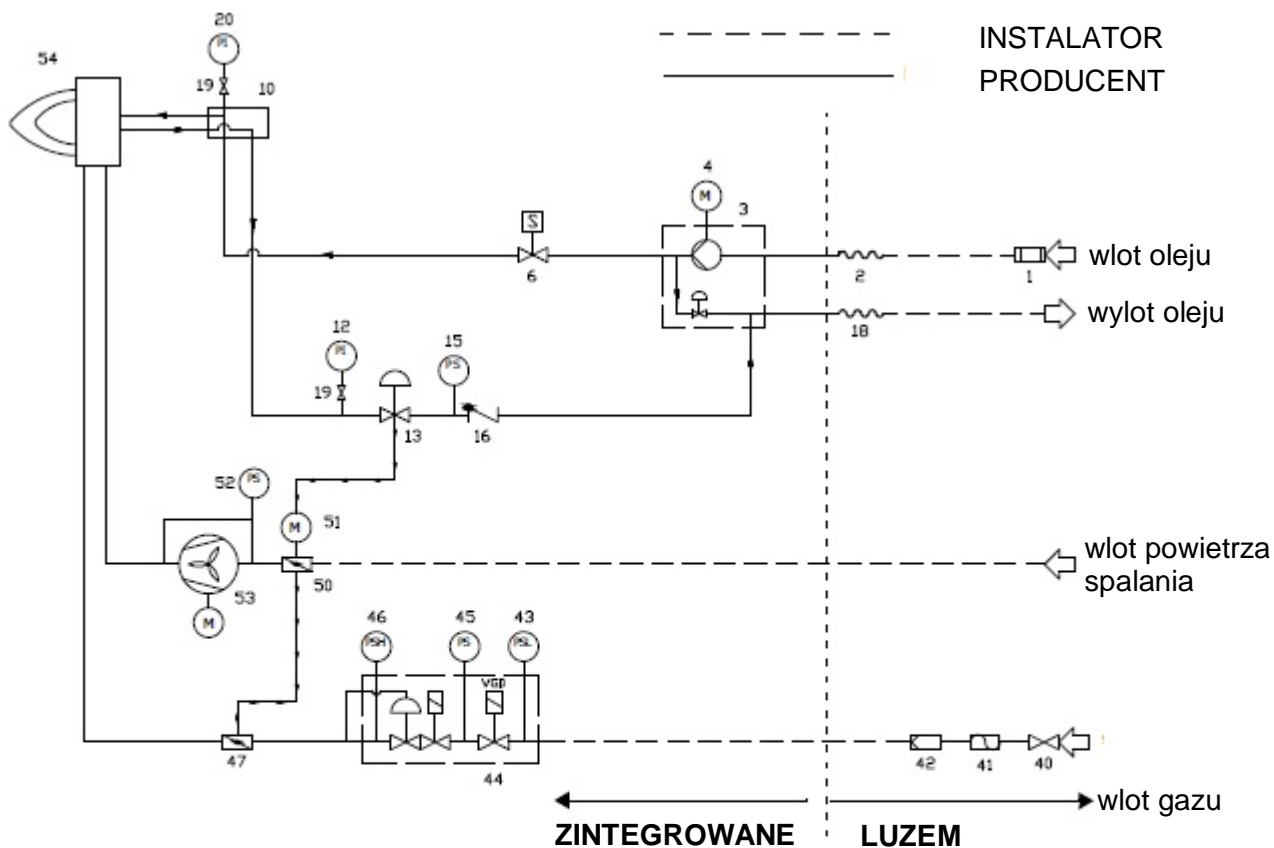 20
PI
INSTALATOR
54
PRODUCENT
19
10
4
M
3
S
6
2
1
wlot oleju
wylot oleju
12
PI
15
PS
18
19
13
16
52
PS
M
51
wlot powietrza
spalania
50
53
M
46
45
43
PSH
PS
PSL
VGD
47
44
42
41
40
wlot gazu
ZINTEGROWANE
LUZEM